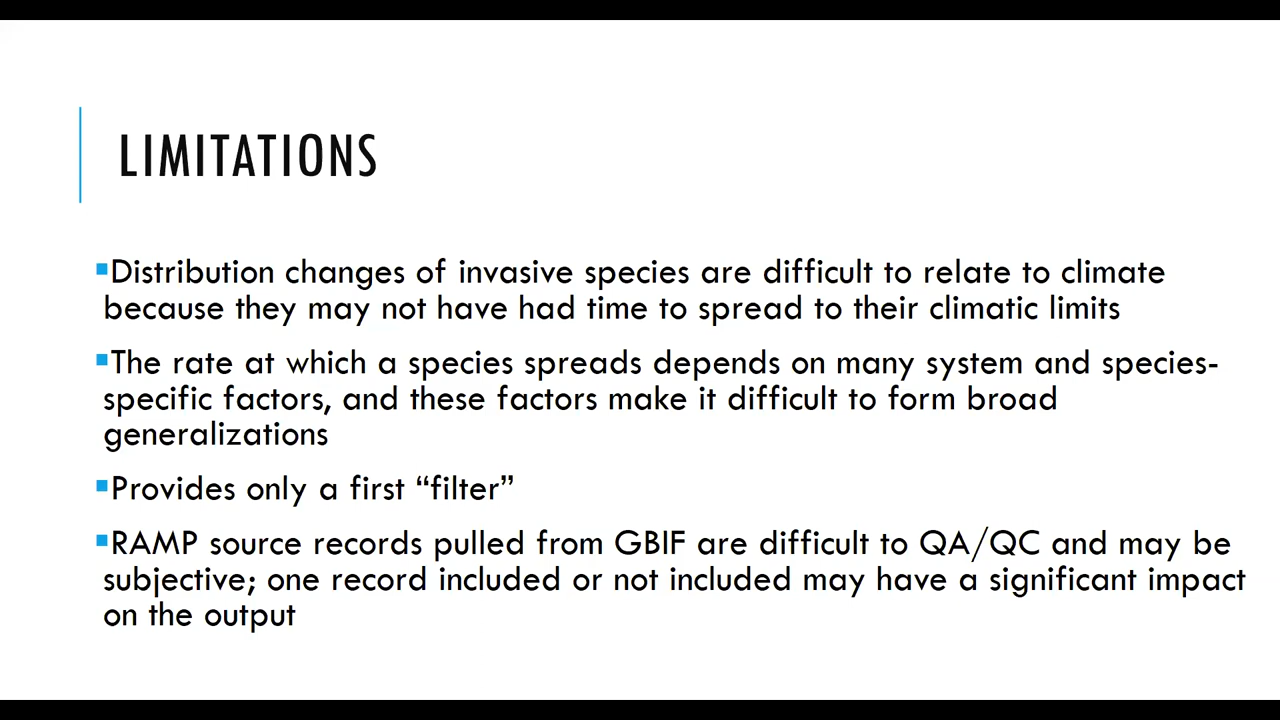 LIMITATIONS
▪Distribution changes of invasive species are difficult to relate to climate
because they may not have had time to spread to their climatic limits
▪The rate at which a species spreads depends on many system and species-
specific factors, and these factors make it difficult to form broad
generalizations
▪Provides only a first “filter”
▪RAMP source records pulled from GBIF are difficult to QA/QC and may be
subjective; one record included or not included may have a significant impact
on the output